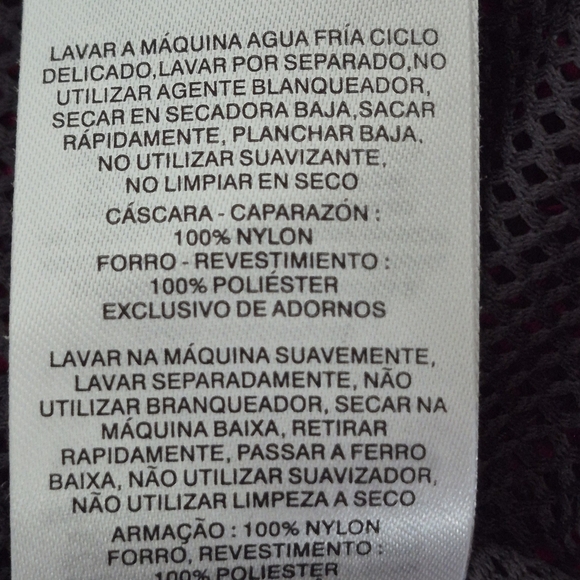 LAVAR A MÁQUINA AGUA FRÍA CICLO
DELICADO,LAVAR POR SEPARADO,NO
UTILIZAR AGENTE BLANQUEADOR,
SECAR EN SECADORA BAJA,SACAR
RÁPIDAMENTE, PLANCHAR BAJA,
NO UTILIZAR SUAVIZANTE,
NO LIMPIAR EN SECO
CÁSCARA - CAPARAZÓN :
100% NYLON
FORRO - REVESTIMIENTO :
100% POLIÉSTER
EXCLUSIVO DE ADORNOS
LAVAR NA MÁQUINA SUAVEMENTE,
LAVAR SEPARADAMENTE, NÃO
UTILIZAR BRANQUEADOR, SECAR NA
MÁQUINA BAIXA, RETIRAR
RAPIDAMENTE, PASSAR A FERRO
BAIXA, NÃO UTILIZAR SUAVIZADOR,
NÃO UTILIZAR LIMPEZA A SECO
ARMAÇÃO : 100% NYLON
FORRO, REVESTIMENTO :
100% POLIÉSTER